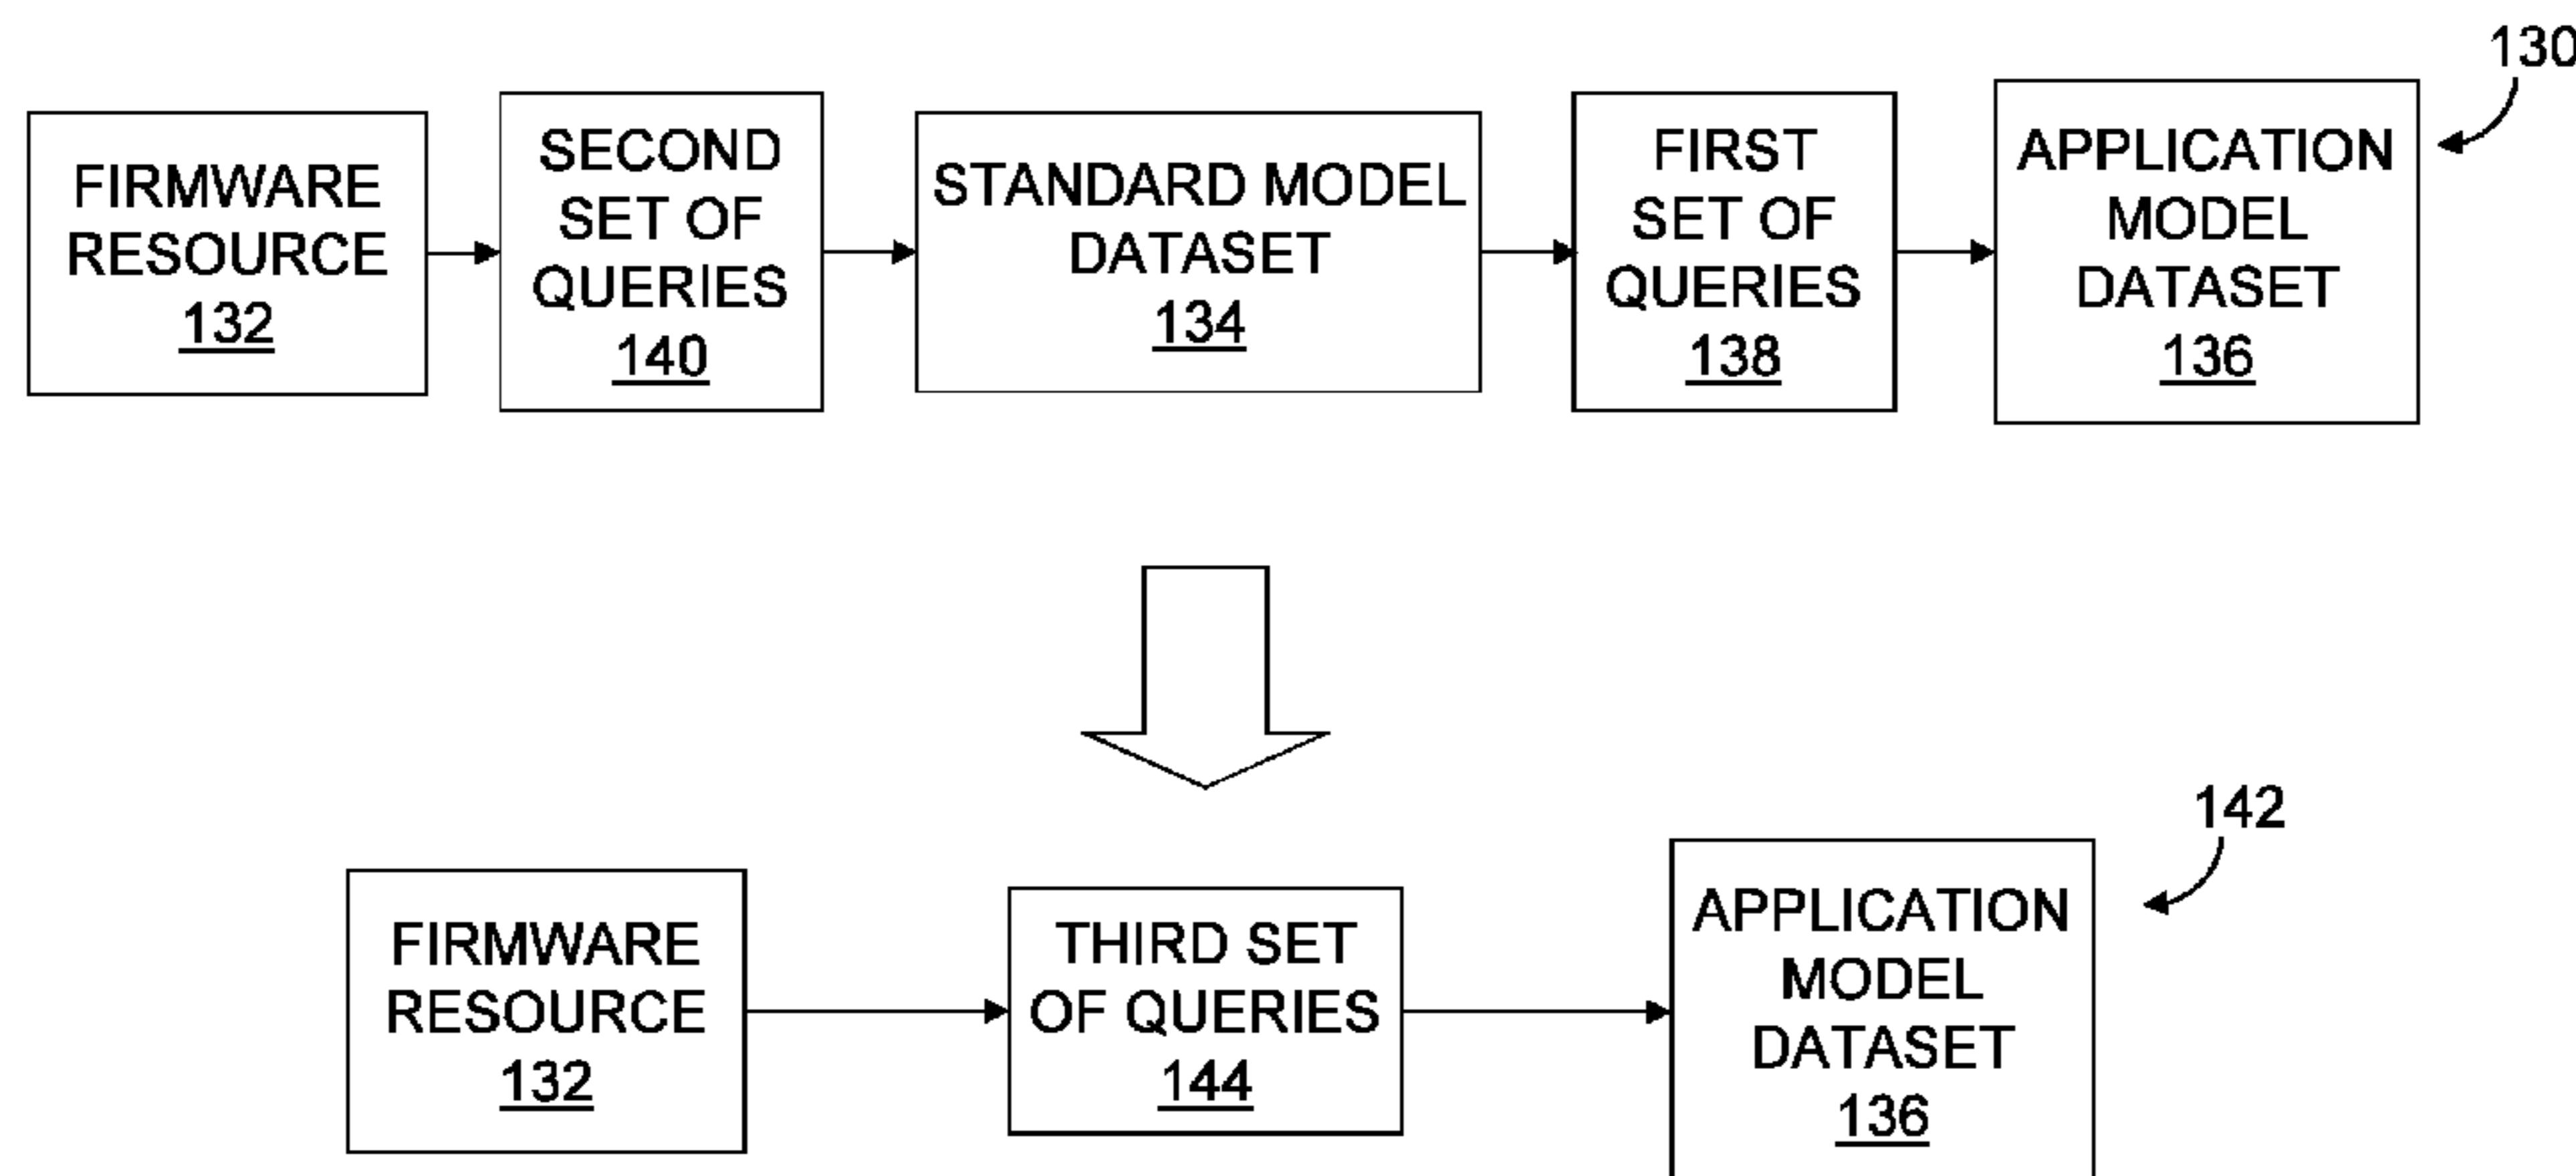 130
FIRMWARE
RESOURCE
132
SECOND
SET OF
QUERIES
140
STANDARD MODEL
DATASET
134
FIRST
SET OF
QUERIES
138
APPLICATION
MODEL
DATASET
136
142
FIRMWARE
RESOURCE
132
THIRD SET
OF QUERIES
144
APPLICATION
MODEL
DATASET
136